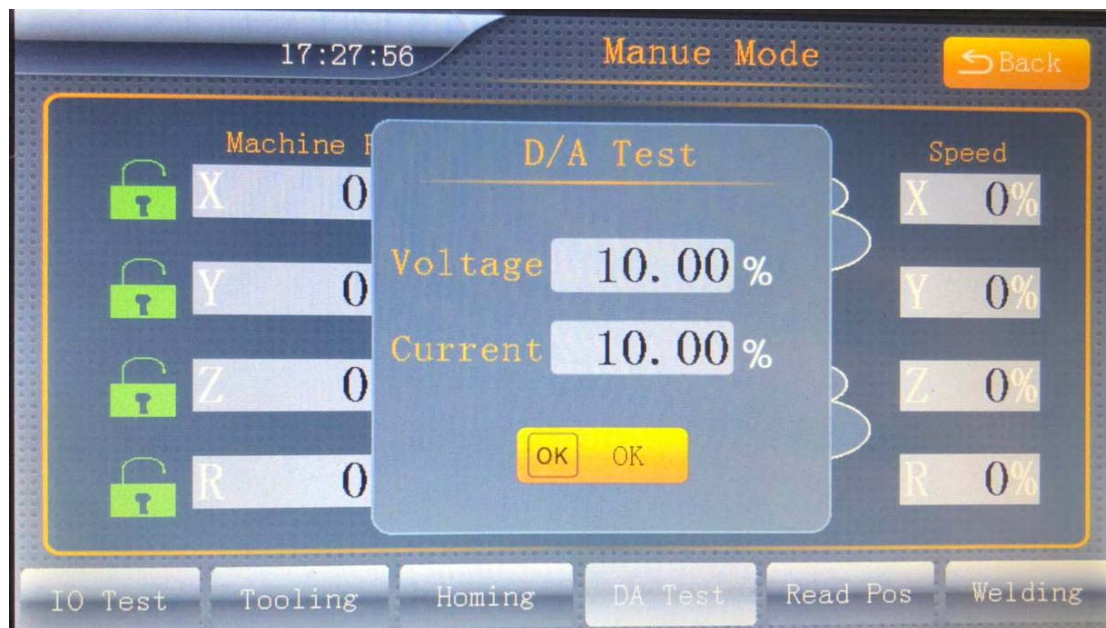 17:27:56
Manue Mode
Back
Machine
D/A Test
Speed
X 0
X 0%
Voltage 10.00 %
Y 0
Y 0%
Current 10.00 %
Z 0
Z 0%
OK OK
R 0
R 0%
IO Test
Tooling
Homing
DA Test
Read Pos
Welding